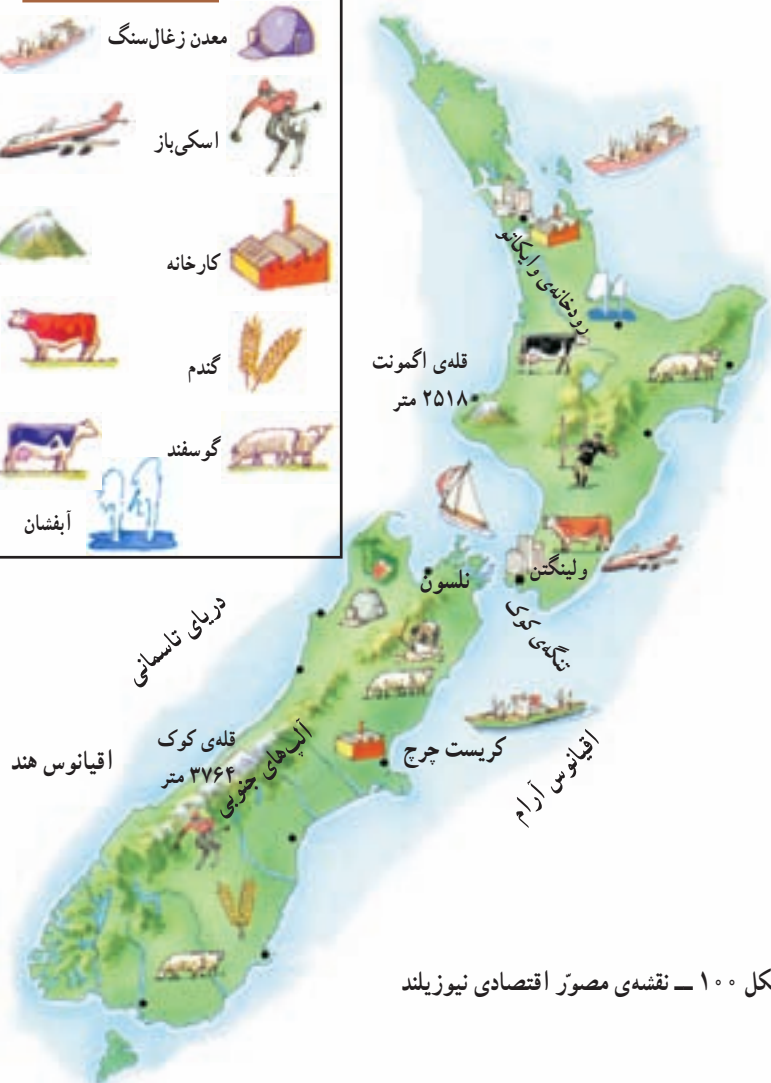 معدن زغال‌سنگ
اسکی‌باز
کارخانه
گندم
گوسفند
آبفشان
رودخانه‌ی وایکاتو
قله‌ی اگمونت
۲۵۱۸ متر
ولینگتن
نلسون
تنگه‌ی کوک
دریای تاسمانی
قله‌ی کوک
۳۷۶۴ متر
آلپ‌های جنوبی
کریست چرچ
اقیانوس هند
اقیانوس آرام
کل ۱۰۰ ــ نقشه‌ی مصوّر اقتصادی نیوزیلند